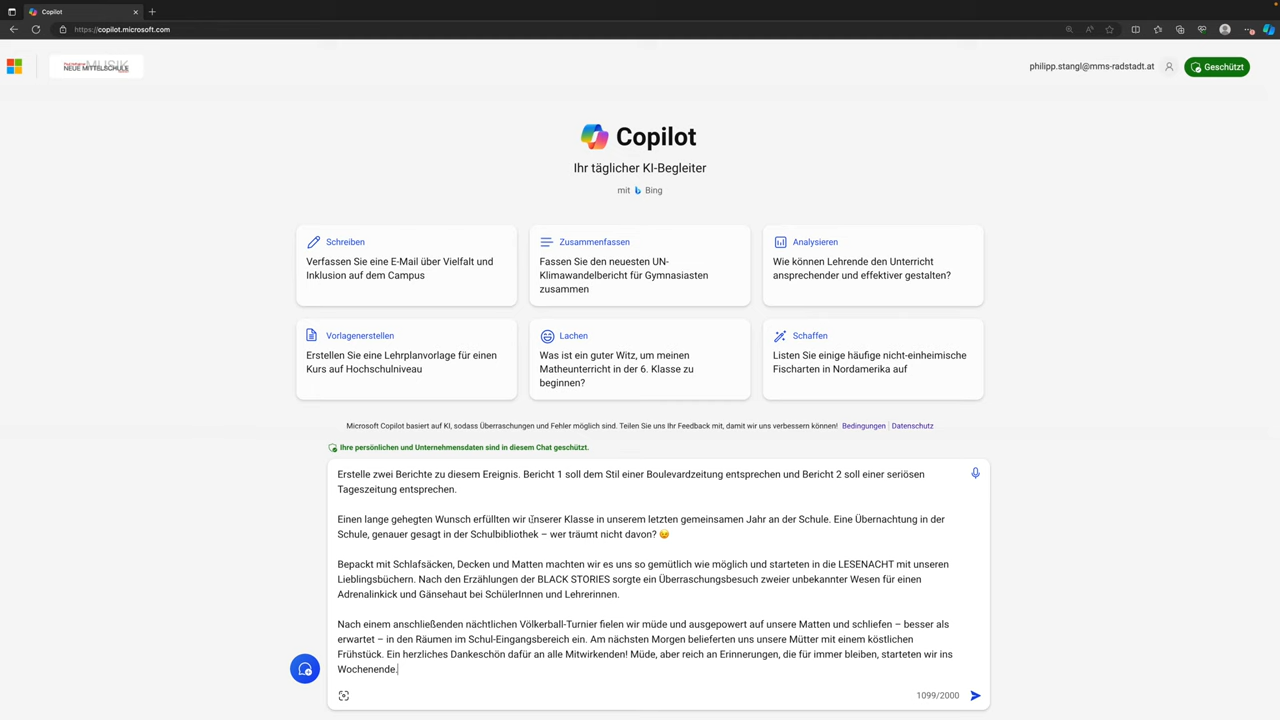 Copilot
https://copilot.microsoft.com
MUSIK
NEUE MITTELSCHULE
philipp.stangl@mms-radstadt.at
Geschützt
Copilot
Ihr täglicher KI-Begleiter
mit Bing
Schreiben
Verfassen Sie eine E-Mail über Vielfalt und
Inklusion auf dem Campus
Zusammenfassen
Fassen Sie den neuesten UN-
Klimawandelbericht für Gymnasiasten
zusammen
Analysieren
Wie können Lehrende den Unterricht
ansprechender und effektiver gestalten?
Vorlagenerstellen
Erstellen Sie eine Lehrplanvorlage für einen
Kurs auf Hochschulniveau
Lachen
Was ist ein guter Witz, um meinen
Matheunterricht in der 6. Klasse zu
beginnen?
Schaffen
Listen Sie einige häufige nicht-einheimische
Fischarten in Nordamerika auf
Microsoft Copilot basiert auf KI, sodass Überraschungen und Fehler möglich sind. Teilen Sie uns Ihr Feedback mit, damit wir uns verbessern können! Bedingungen | Datenschutz
Ihre persönlichen und Unternehmensdaten sind in diesem Chat geschützt.
Erstelle zwei Berichte zu diesem Ereignis. Bericht 1 soll dem Stil einer Boulevardzeitung entsprechen und Bericht 2 soll einer seriösen
Tageszeitung entsprechen.
Einen lange gehegten Wunsch erfüllten wir unserer Klasse in unserem letzten gemeinsamen Jahr an der Schule. Eine Übernachtung in der
Schule, genauer gesagt in der Schulbibliothek – wer träumt nicht davon? 😉
Bepackt mit Schlafsäcken, Decken und Matten machten wir es uns so gemütlich wie möglich und starteten in die LESENACHT mit unseren
Lieblingsbüchern. Nach den Erzählungen der BLACK STORIES sorgte ein Überraschungsbesuch zweier unbekannter Wesen für einen
Adrenalinkick und Gänsehaut bei SchülerInnen und Lehrerinnen.
Nach einem anschließenden nächtlichen Völkerball-Turnier fielen wir müde und ausgepowert auf unsere Matten und schliefen – besser als
erwartet – in den Räumen im Schul-Eingangsbereich ein. Am nächsten Morgen belieferten uns unsere Mütter mit einem köstlichen
Frühstück. Ein herzliches Dankeschön dafür an alle Mitwirkenden! Müde, aber reich an Erinnerungen, die für immer bleiben, starteten wir ins
Wochenende.
1099/2000